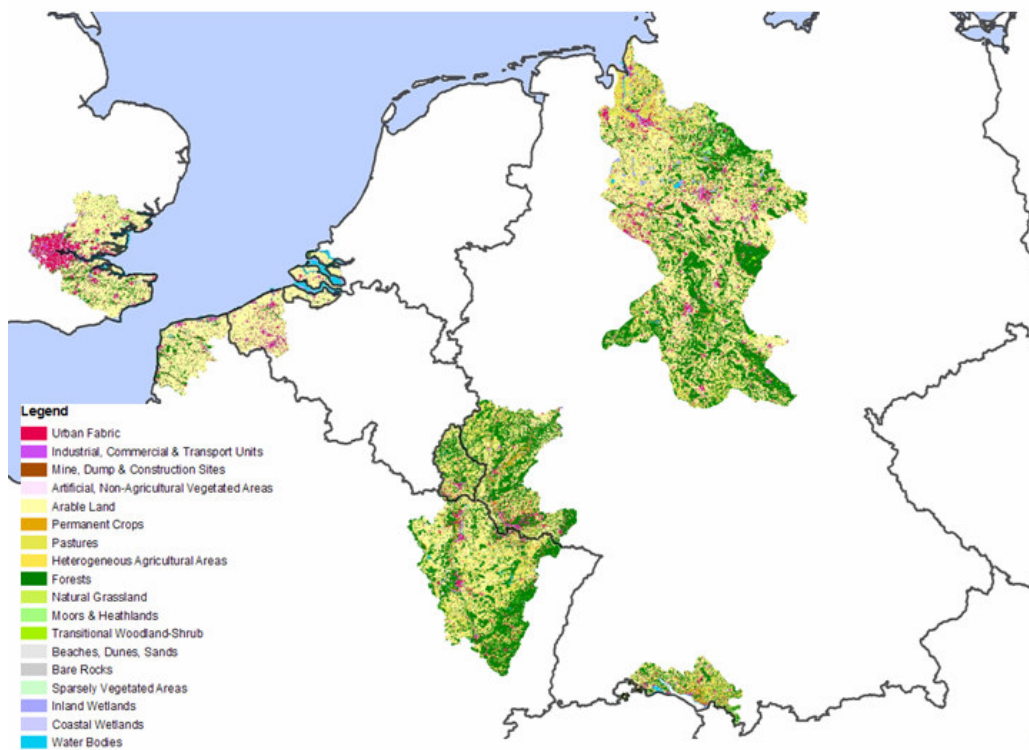 Legend
Urban Fabric
Industrial, Commercial & Transport Units
Mine, Dump & Construction Sites
Artificial, Non-Agricultural Vegetated Areas
Arable Land
Permanent Crops
Pastures
Heterogeneous Agricultural Areas
Forests
Natural Grassland
Moors & Heathlands
Transitional Woodland-Shrub
Beaches, Dunes, Sands
Bare Rocks
Sparsely Vegetated Areas
Inland Wetlands
Coastal Wetlands
Water Bodies